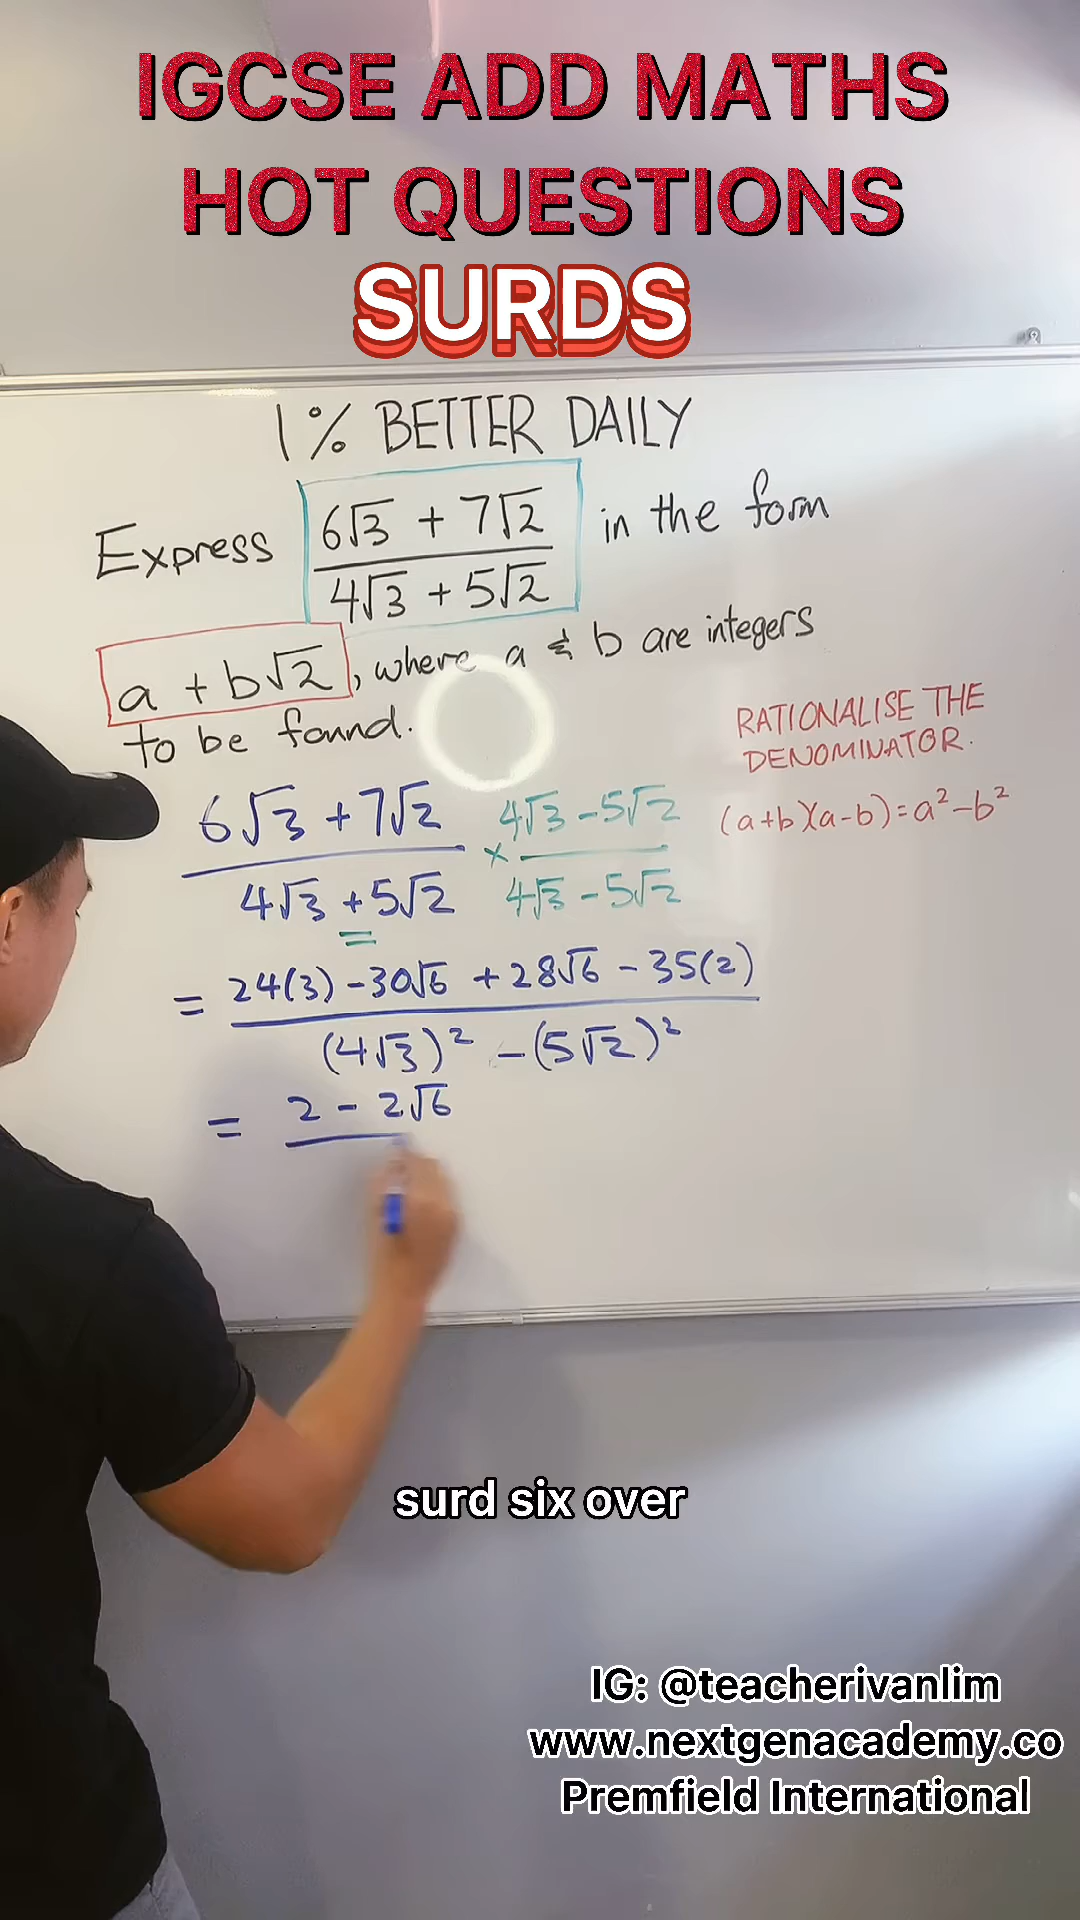 IGCSE ADD MATHS
HOT QUESTIONS
SURDS
1% BETTER DAILY
Express (6√3 + 7√2)/(4√3 + 5√2) in the form
a + b√2, where a & b are integers
to be found.
RATIONALISE THE
DENOMINATOR.
(a+b)(a-b)=a²-b²
(6√3 + 7√2)/(4√3 + 5√2) × (4√3 - 5√2)/(4√3 - 5√2)
= (24(3) - 30√6 + 28√6 - 35(2))/((4√3)² - (5√2)²)
= 2 - 2√6
surd six over
IG: @teacherivanlim
www.nextgenacademy.co
Premfield International